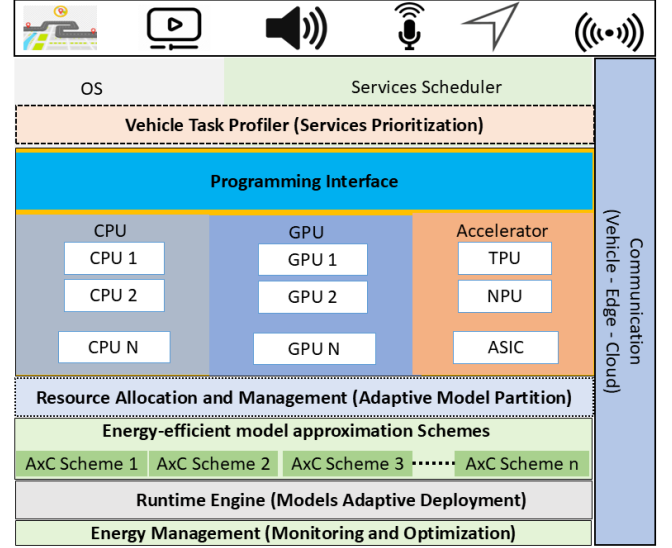 OS
Services Scheduler
Vehicle Task Profiler (Services Prioritization)
Programming Interface
CPU
CPU 1
CPU 2
CPU N
GPU
GPU 1
GPU 2
GPU N
Accelerator
TPU
NPU
ASIC
Resource Allocation and Management (Adaptive Model Partition)
Energy-efficient model approximation Schemes
AxC Scheme 1
AxC Scheme 2
AxC Scheme 3
AxC Scheme n
Runtime Engine (Models Adaptive Deployment)
Energy Management (Monitoring and Optimization)
Communication
(Vehicle - Edge - Cloud)